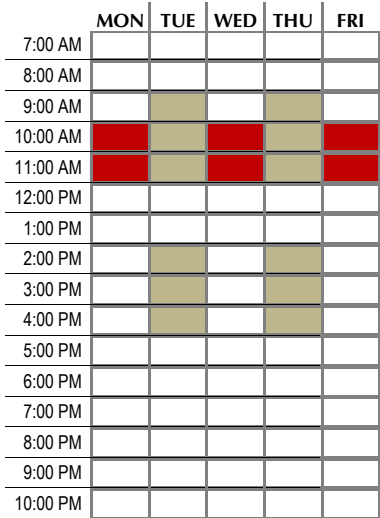 MON TUE WED THU FRI
7:00 AM
8:00 AM
9:00 AM
10:00 AM
11:00 AM
12:00 PM
1:00 PM
2:00 PM
3:00 PM
4:00 PM
5:00 PM
6:00 PM
7:00 PM
8:00 PM
9:00 PM
10:00 PM